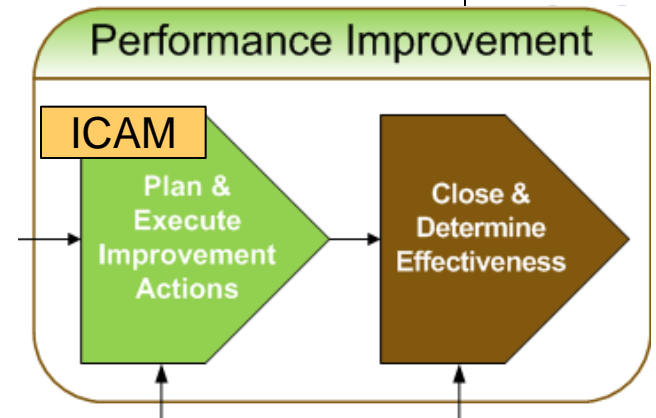 Performance Improvement
ICAM
Plan &
Execute
Improvement
Actions
Close &
Determine
Effectiveness